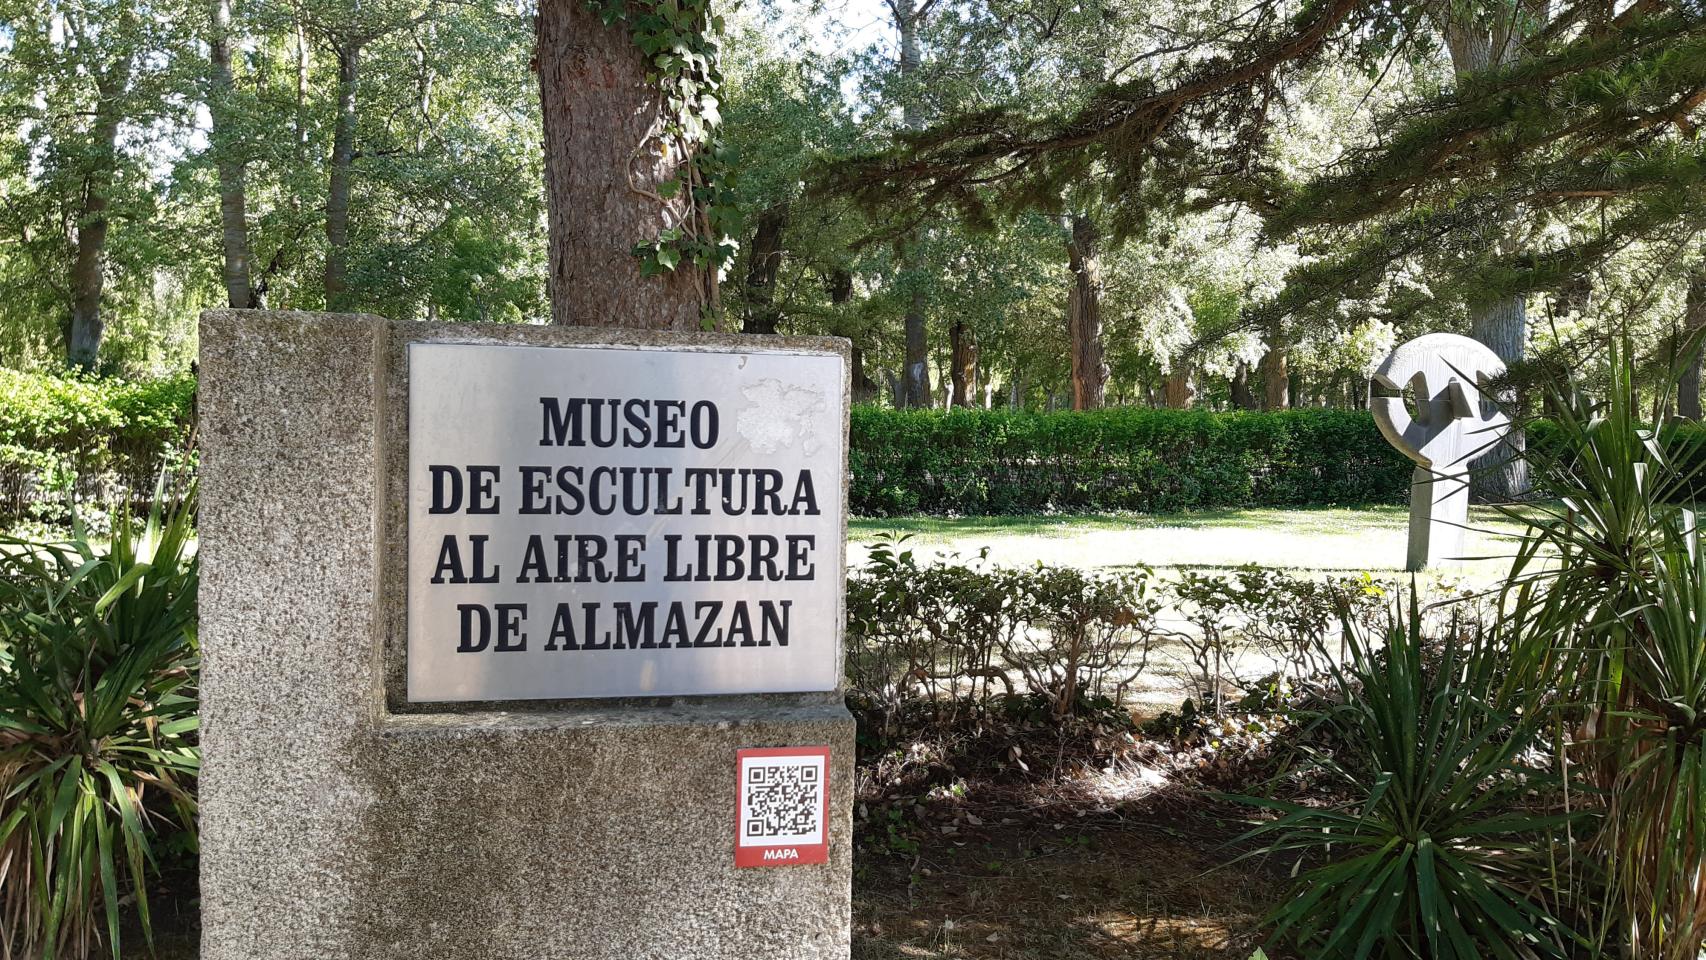 MUSEO
DE ESCULTURA
AL AIRE LIBRE
DE ALMAZAN
MAPA